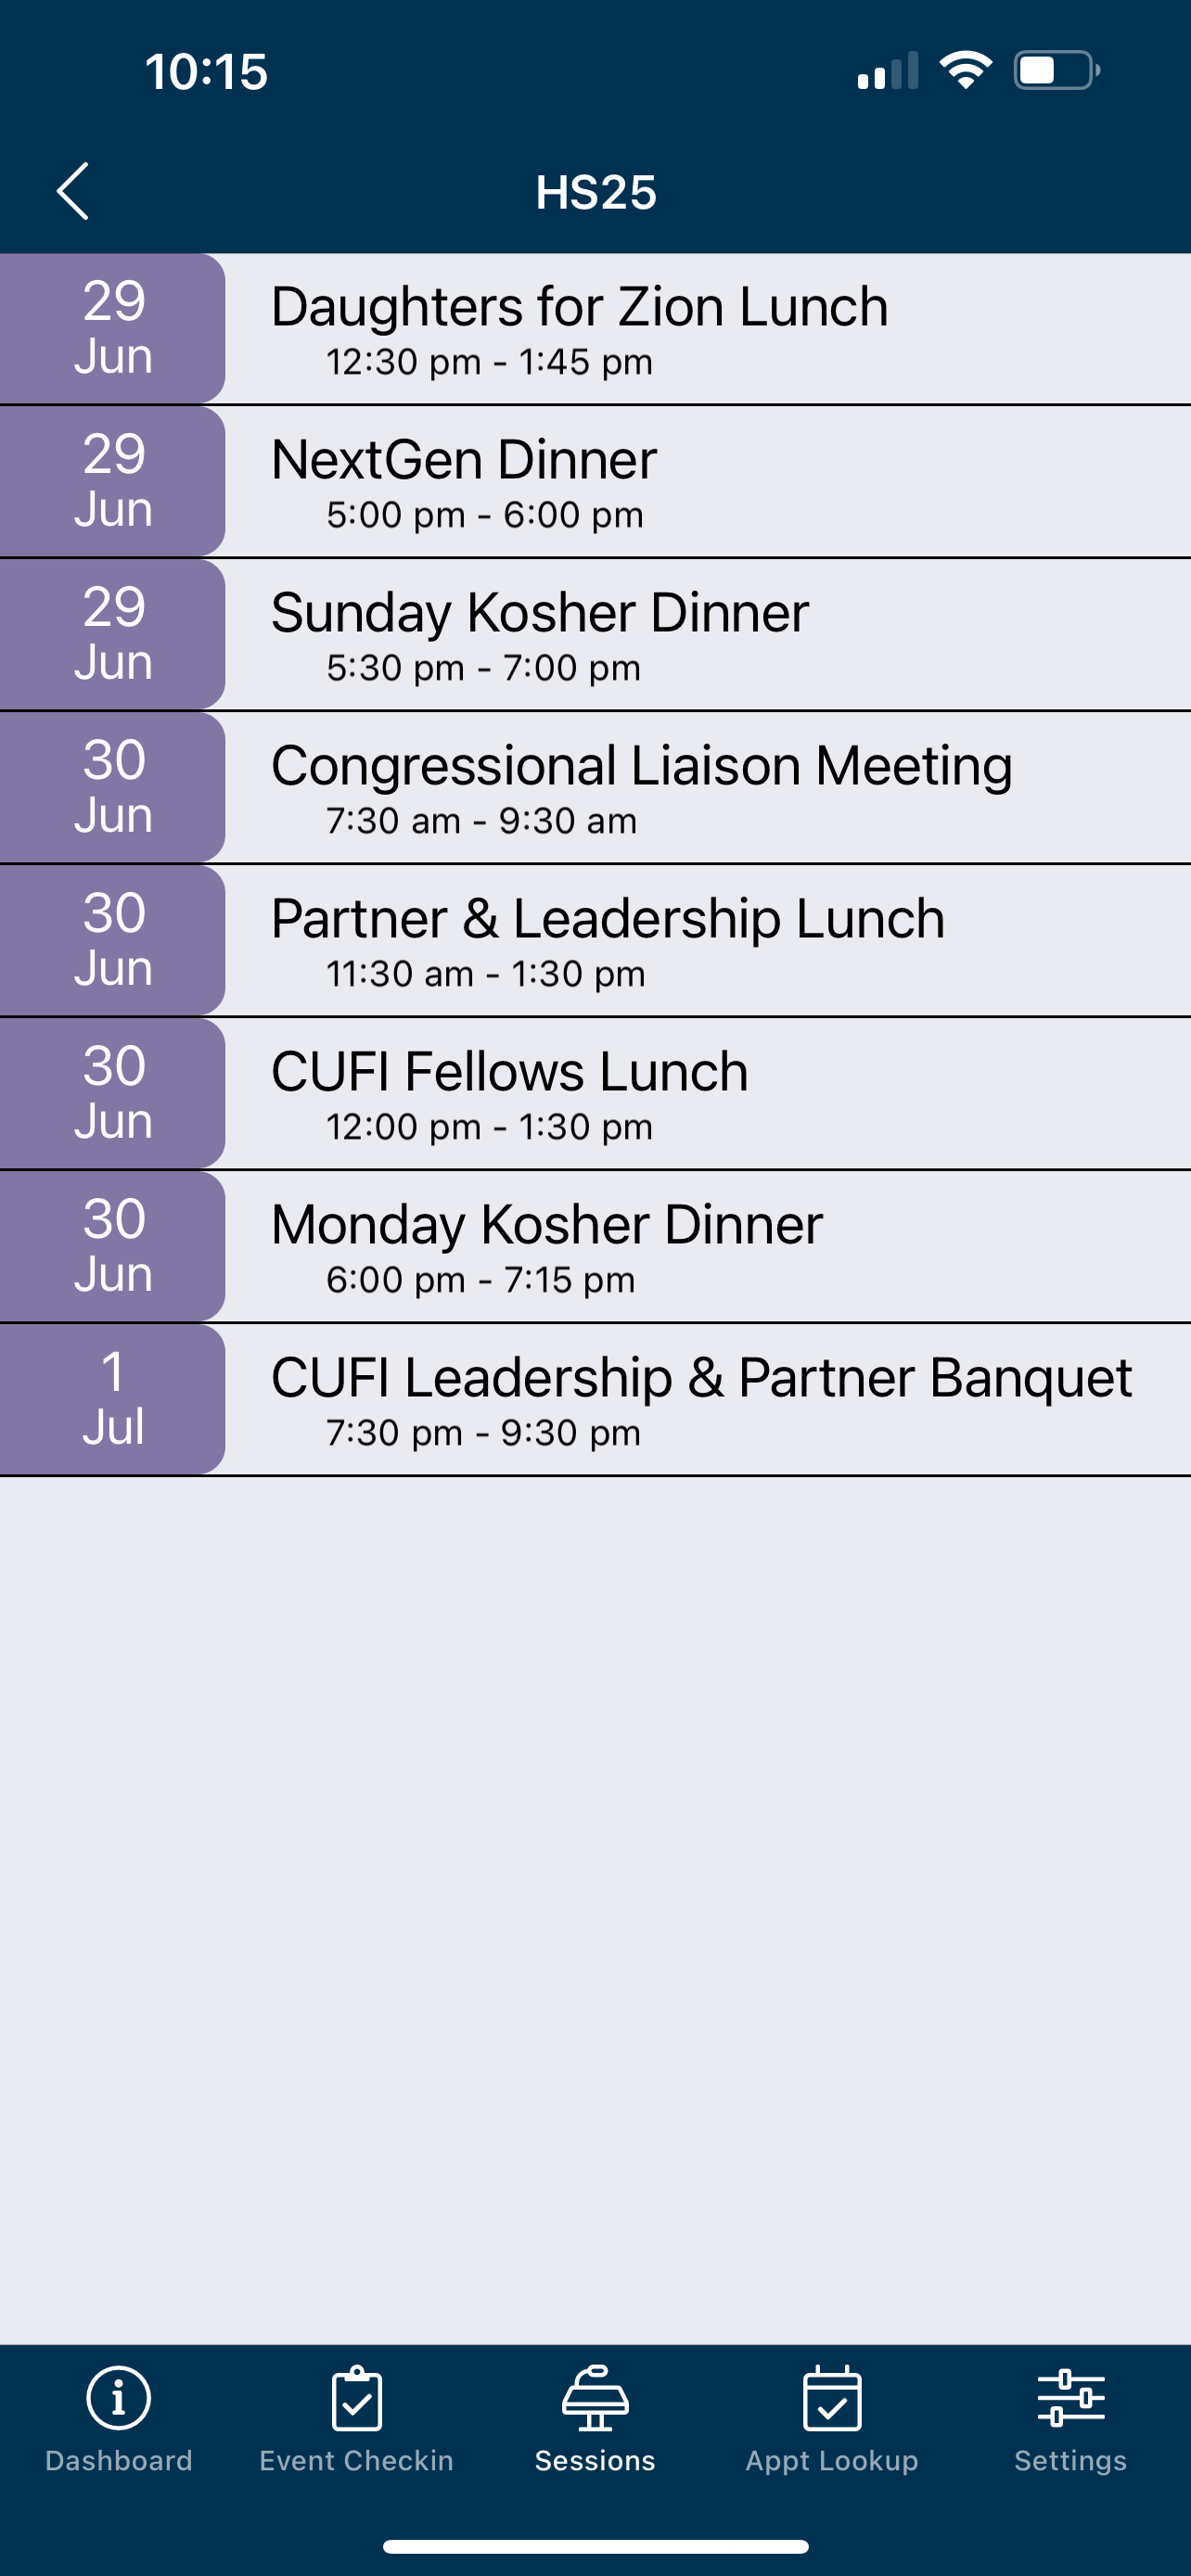 10:15
HS25
29
Jun
Daughters for Zion Lunch
12:30 pm - 1:45 pm
29
Jun
NextGen Dinner
5:00 pm - 6:00 pm
29
Jun
Sunday Kosher Dinner
5:30 pm - 7:00 pm
30
Jun
Congressional Liaison Meeting
7:30 am - 9:30 am
30
Jun
Partner & Leadership Lunch
11:30 am - 1:30 pm
30
Jun
CUFI Fellows Lunch
12:00 pm - 1:30 pm
30
Jun
Monday Kosher Dinner
6:00 pm - 7:15 pm
1
Jul
CUFI Leadership & Partner Banquet
7:30 pm - 9:30 pm
Dashboard
Event Checkin
Sessions
Appt Lookup
Settings